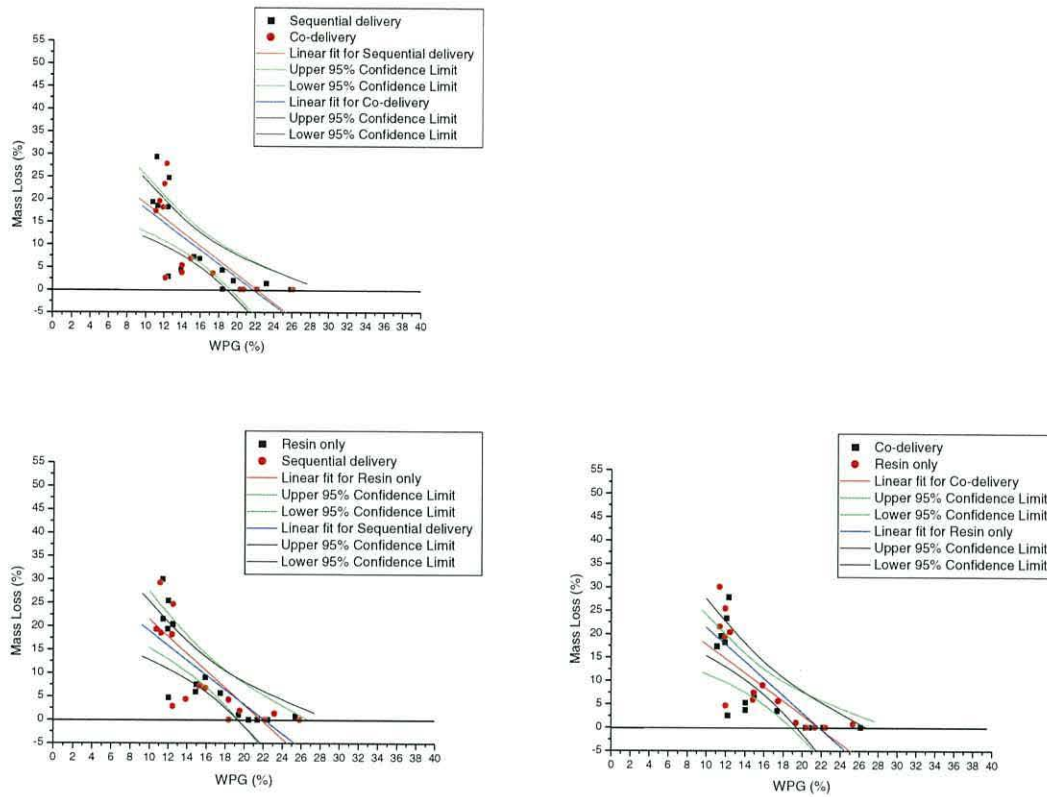 Sequential delivery
Co-delivery
Linear fit for Sequential delivery
Upper 95% Confidence Limit
Lower 95% Confidence Limit
Linear fit for Co-delivery
Upper 95% Confidence Limit
Lower 95% Confidence Limit
55
50
45
40
35
30
25
20
15
10
5
0
-5
Mass Loss (%)
0 2 4 6 8 10 12 14 16 18 20 22 24 26 28 30 32 34 36 38 40
WPG (%)
Resin only
Sequential delivery
Linear fit for Resin only
Upper 95% Confidence Limit
Lower 95% Confidence Limit
Linear fit for Sequential delivery
Upper 95% Confidence Limit
Lower 95% Confidence Limit
55
50
45
40
35
30
25
20
15
10
5
0
-5
Mass Loss (%)
0 2 4 6 8 10 12 14 16 18 20 22 24 26 28 30 32 34 36 38 40
WPG (%)
Co-delivery
Resin only
Linear fit for Co-delivery
Upper 95% Confidence Limit
Lower 95% Confidence Limit
Linear fit for Resin only
Upper 95% Confidence Limit
Lower 95% Confidence Limit
55
50
45
40
35
30
25
20
15
10
5
0
-5
Mass Loss (%)
0 2 4 6 8 10 12 14 16 18 20 22 24 26 28 30 32 34 36 38 40
WPG (%)